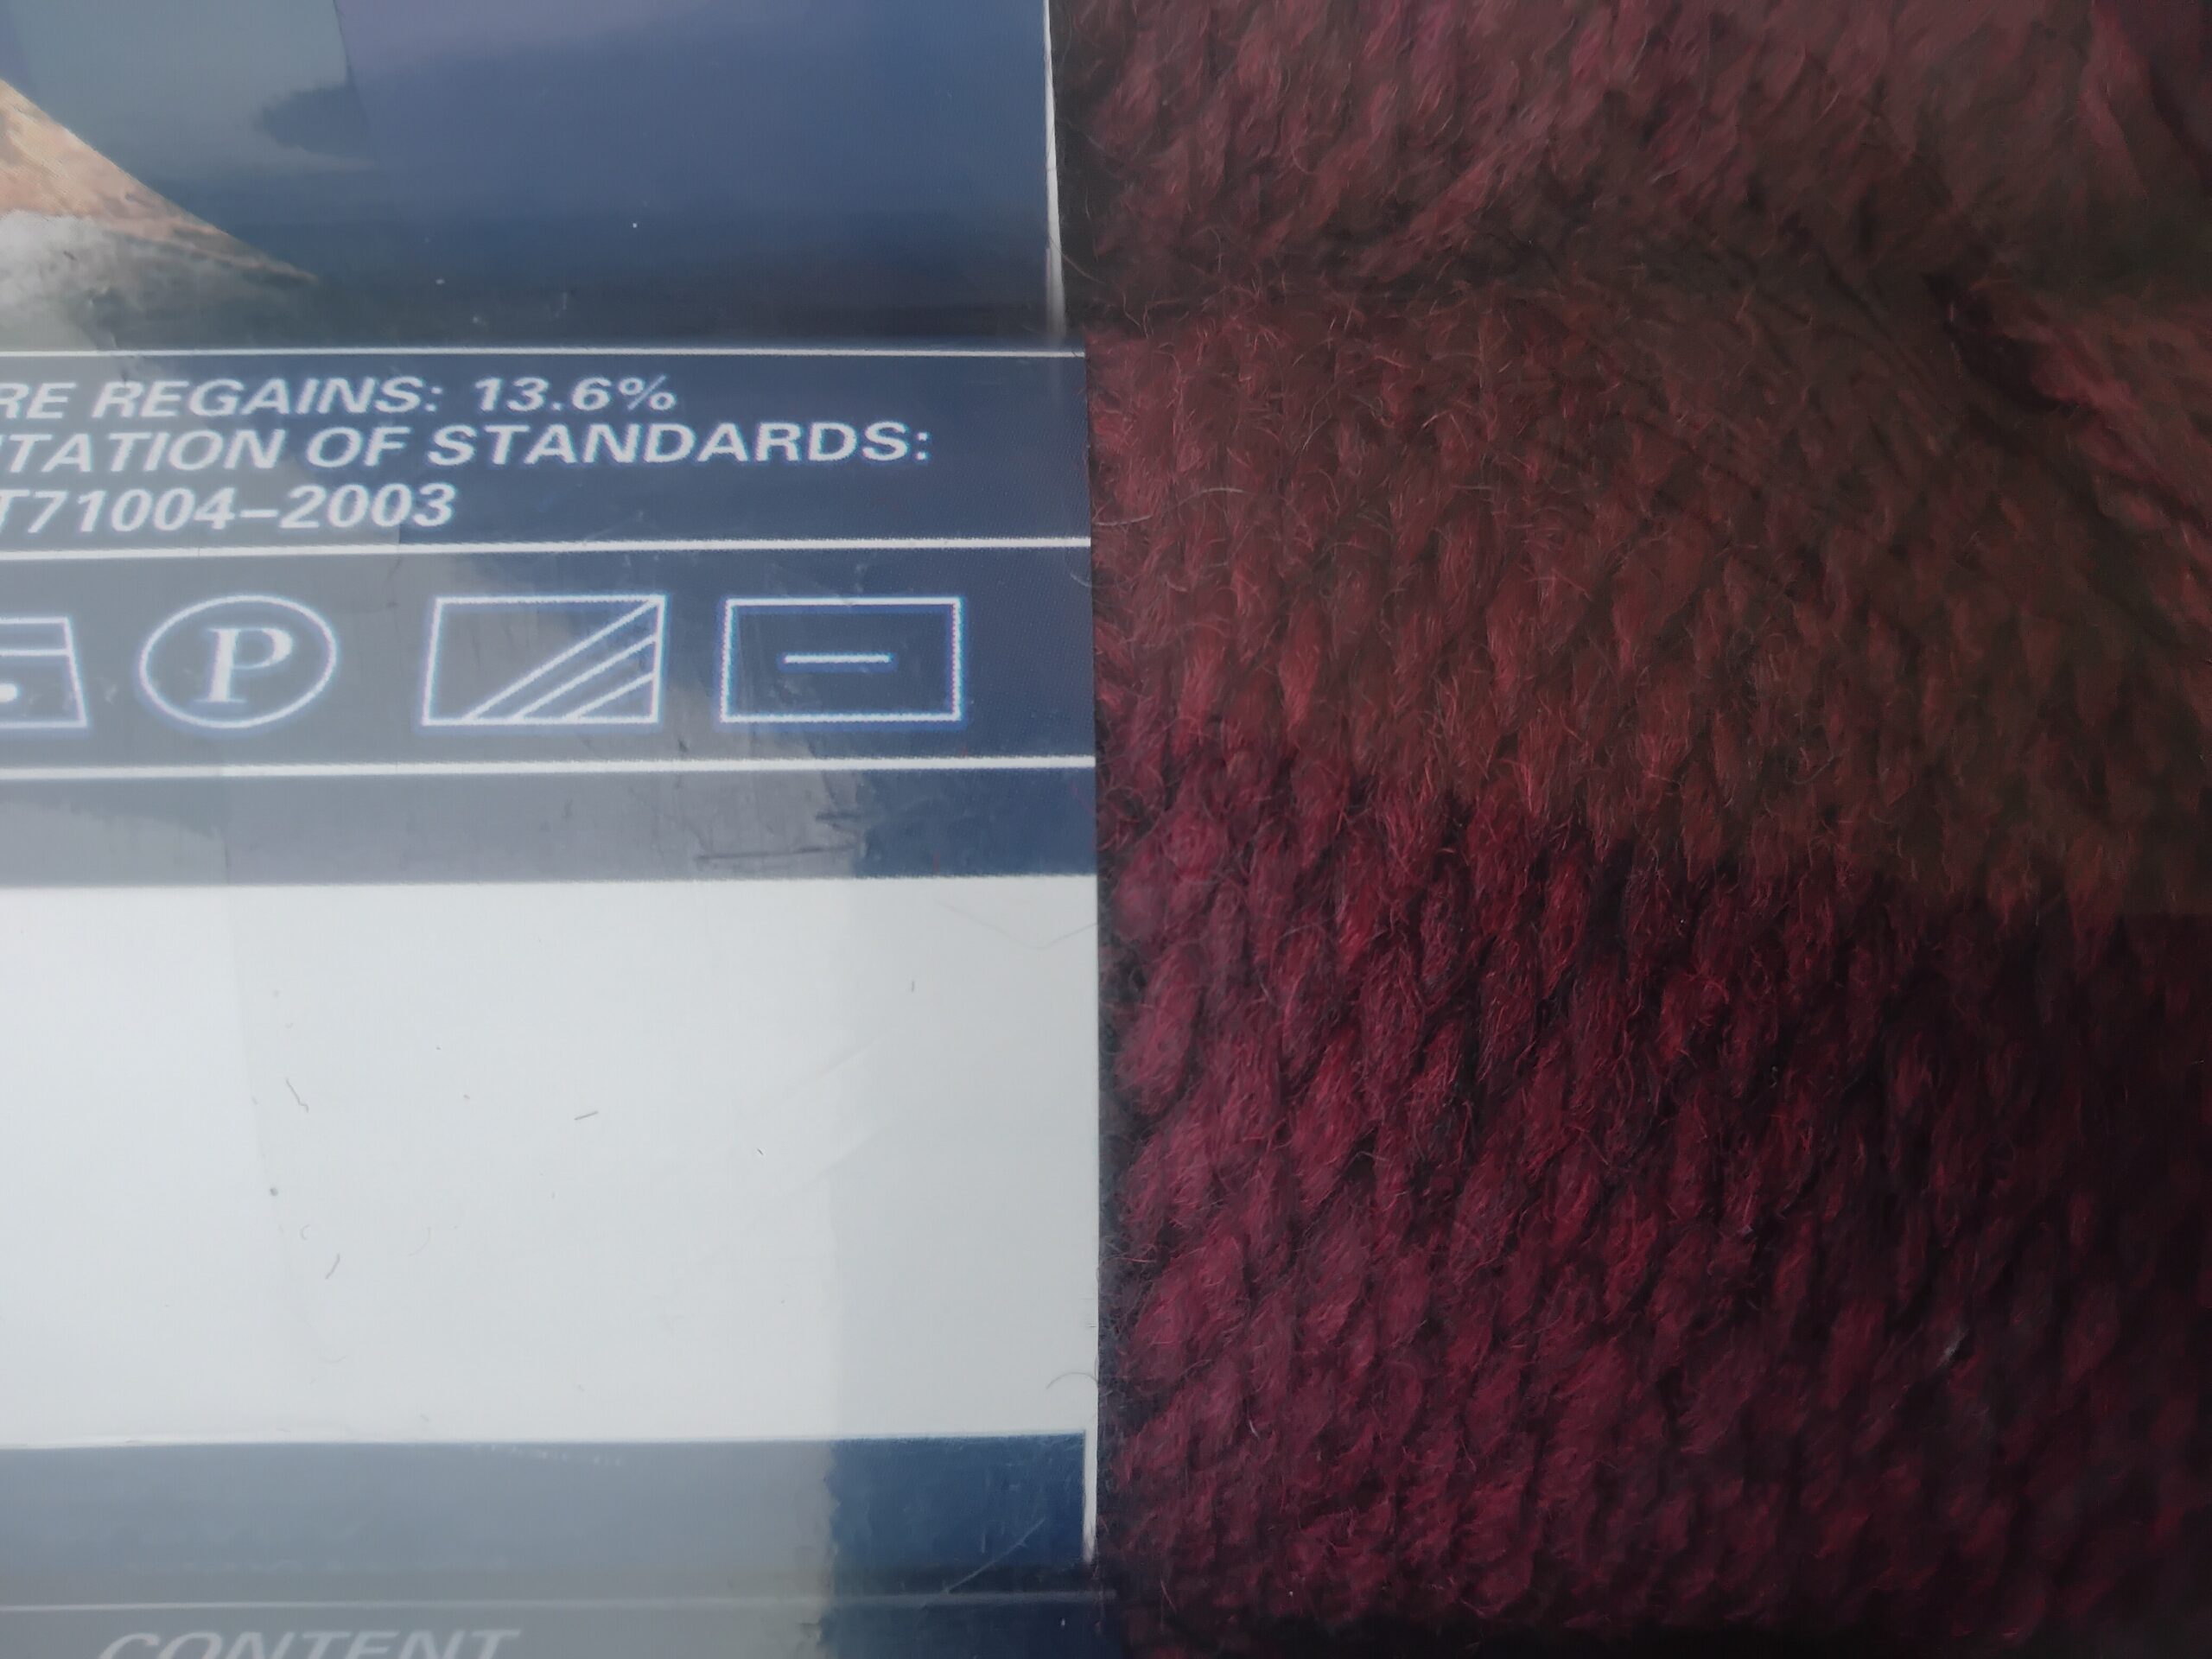 RE REGAINS: 13.6%
TATION OF STANDARDS:
T71004–2003
P
CONTENT